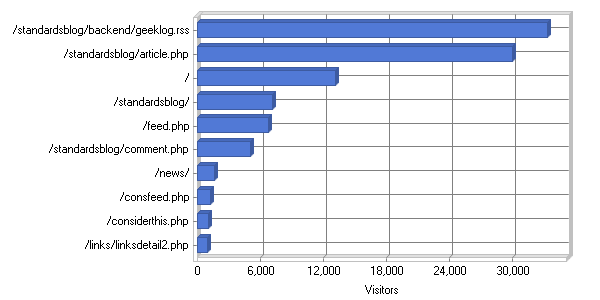 /standardsblog/backend/geeklog.rss
/standardsblog/article.php
/
/standardsblog/
/feed.php
/standardsblog/comment.php
/news/
/consfeed.php
/considerthis.php
/links/linksdetail2.php
0 6,000 12,000 18,000 24,000 30,000
Visitors